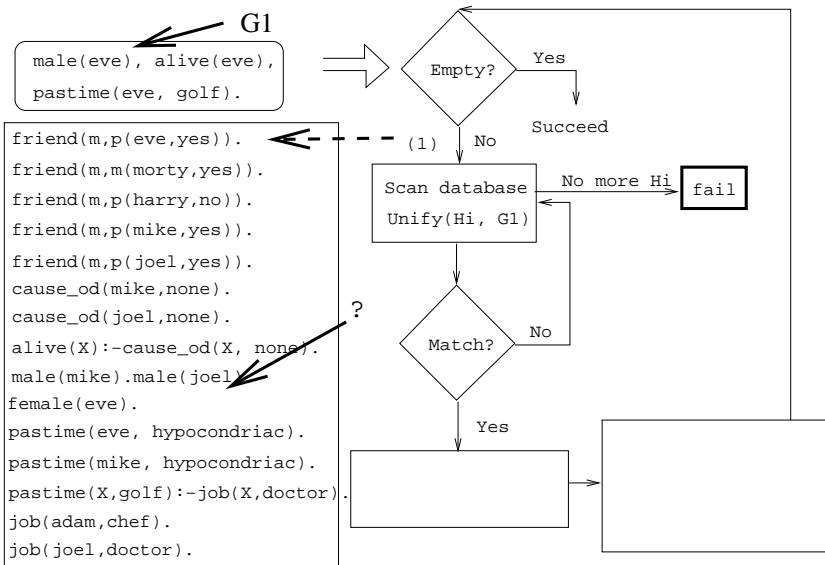 G1
male(eve), alive(eve),
pastime(eve, golf).
friend(m,p(eve,yes)).
friend(m,m(morty,yes)).
friend(m,p(harry,no)).
friend(m,p(mike,yes)).
friend(m,p(joel,yes)).
cause_od(mike,none).
cause_od(joel,none).
alive(X):-cause_od(X, none).
male(mike).male(joel)
female(eve).
pastime(eve, hypocondriac).
pastime(mike, hypocondriac).
pastime(X,golf):-job(X,doctor).
job(adam,chef).
job(joel,doctor).
(1)
?
Empty?
Yes
Succeed
No
Scan database
Unify(Hi, G1)
No more Hi
fail
Match?
No
Yes